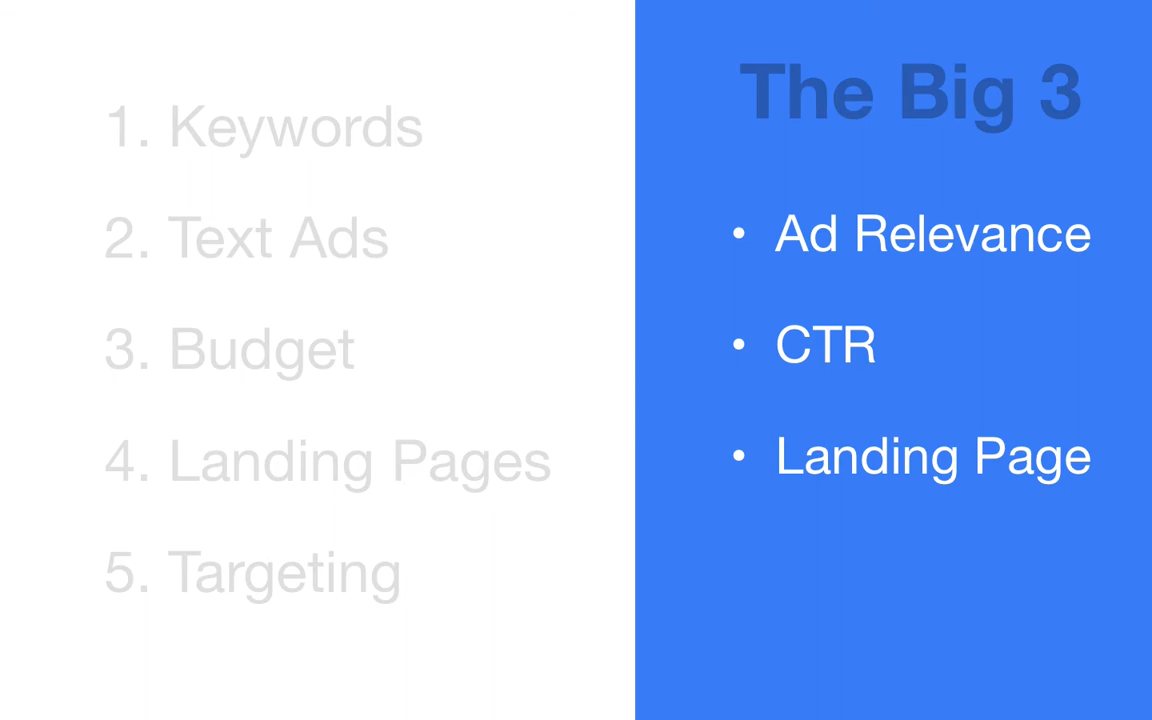 1. Keywords
2. Text Ads
3. Budget
4. Landing Pages
5. Targeting
The Big 3
• Ad Relevance
• CTR
• Landing Page